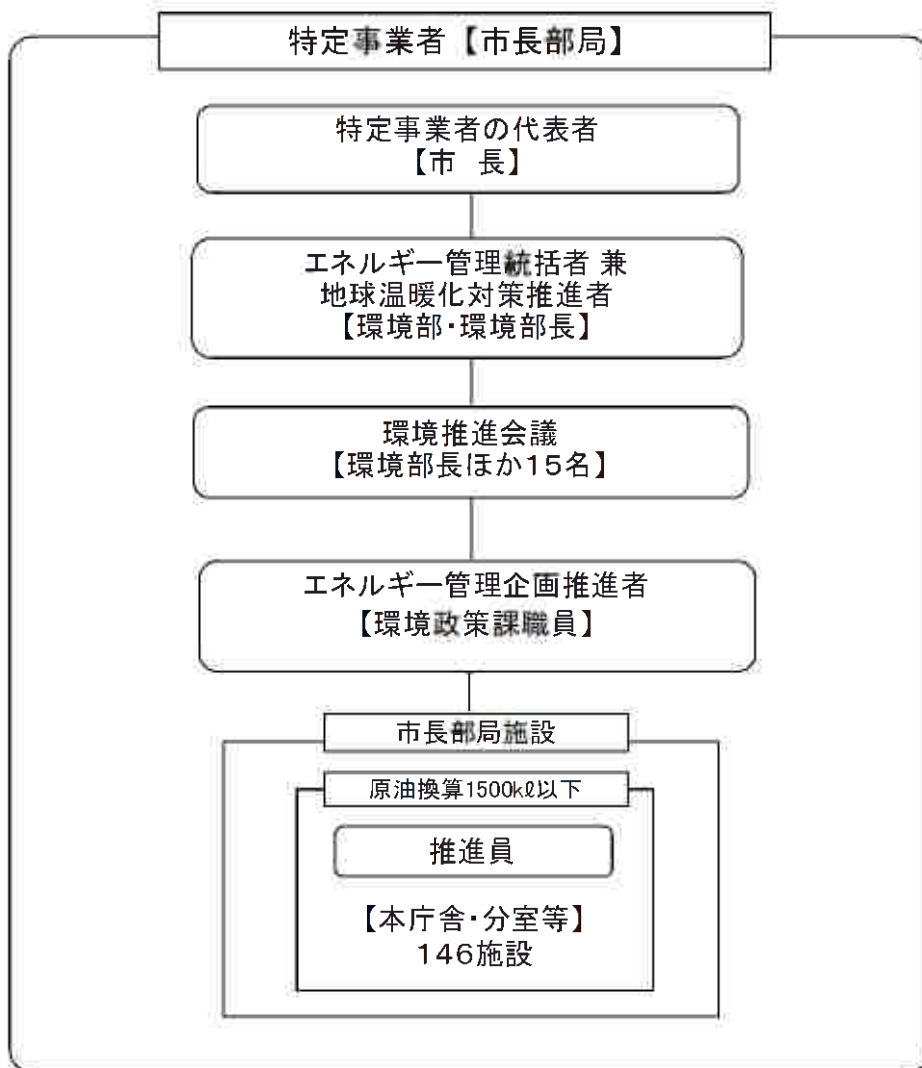 特定事業者【市長部局】
特定事業者の代表者
【市 長】
エネルギー管理統括者 兼
地球温暖化対策推進者
【環境部・環境部長】
環境推進会議
【環境部長ほか15名】
エネルギー管理企画推進者
【環境政策課職員】
市長部局施設
原油換算1500kℓ以下
推進員
【本庁舎・分室等】
146施設